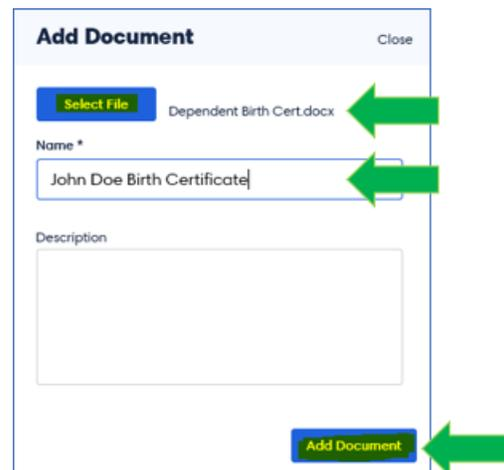 Add Document Close
Select File Dependent Birth Cert.docx
Name *
John Doe Birth Certificate
Description
Add Document